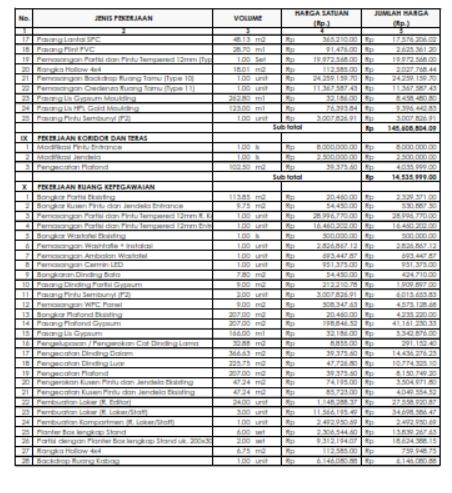 No. JENIS PEKERJAAN VOLUME HARGA SATUAN (Rp.) JUMLAH HARGA (Rp.)
1 2 3 4 5
17 Pasang Lantai SPC 48.13 m2 Rp 365,210.00 Rp 17,576,206.02
18 Pasang Plint PVC 28.70 m1 Rp 91,476.00 Rp 2,625,361.20
19 Pemasangan Partisi dan Pintu Tempered 12mm (Typ 1.00 Set Rp 19,972,568.00 Rp 19,972,568.00
20 Rangka Hollow 4x4 18.01 m2 Rp 112,585.00 Rp 2,027,768.44
21 Pemasangan Backdrop Ruang Tamu (Type 10) 1.00 unit Rp 24,259,159.70 Rp 24,259,159.70
22 Pemasangan Credenza Ruang Tamu (Type 11) 1.00 unit Rp 11,367,587.43 Rp 11,367,587.43
23 Pasang Lis Gypsum Moulding 262.80 m1 Rp 32,186.00 Rp 8,458,480.80
24 Pasang Lis HPL Gold Moulding 123.00 m1 Rp 76,393.84 Rp 9,396,442.83
25 Pasang Pintu Sembunyi (P2) 1.00 unit Rp 3,007,826.91 Rp 3,007,826.91
Sub total Rp 145,608,804.09
IX PEKERJAAN KORIDOR DAN TERAS
1 Modifikasi Pintu Entrance 1.00 ls Rp 8,000,000.00 Rp 8,000,000.00
2 Modifikasi Jendela 1.00 ls Rp 2,500,000.00 Rp 2,500,000.00
3 Pengecatan Plafond 102.50 m2 Rp 39,375.60 Rp 4,035,999.00
Sub total Rp 14,535,999.00
X PEKERJAAN RUANG KEPEGAWAIAN
1 Bongkar Partisi Eksisting 113.85 m2 Rp 20,460.00 Rp 2,329,371.00
2 Bongkar Kusen Pintu dan Jendela Entrance 9.75 m2 Rp 54,450.00 Rp 530,887.50
3 Pemasangan Partisi dan Pintu Tempered 12mm R. K 1.00 unit Rp 28,996,770.00 Rp 28,996,770.00
4 Pemasangan Partisi dan Pintu Tempered 12mm Entr 1.00 unit Rp 16,460,202.00 Rp 16,460,202.00
5 Bongkar Wastafel Eksisting 1.00 ls Rp 500,000.00 Rp 500,000.00
6 Pemasangan Washtafle + Instalasi 1.00 unit Rp 2,826,867.12 Rp 2,826,867.12
7 Pemasangan Ambalan Wastafel 1.00 unit Rp 693,447.87 Rp 693,447.87
8 Pemasangan Cermin LED 1.00 unit Rp 951,375.00 Rp 951,375.00
9 Bongkaran Dinding Bata 7.80 m2 Rp 54,450.00 Rp 424,710.00
10 Pasang Dinding Partisi Gypsum 9.00 m2 Rp 212,210.78 Rp 1,909,897.00
11 Pasang Pintu Sembunyi (P2) 2.00 unit Rp 3,007,826.91 Rp 6,015,653.83
12 Pemasangan WPC Panel 9.00 m2 Rp 508,347.63 Rp 4,575,128.68
13 Bongkar Plafond Eksisting 207.00 m2 Rp 20,460.00 Rp 4,235,220.00
14 Pasang Plafond Gypsum 207.00 m2 Rp 198,846.52 Rp 41,161,230.33
15 Pasang Lis Gypsum 166.00 m1 Rp 32,186.00 Rp 5,342,876.00
16 Pengelupasan / Pengerokan Cat Dinding Lama 32.88 m2 Rp 8,855.00 Rp 291,152.40
17 Pengecatan Dinding Dalam 366.63 m2 Rp 39,375.60 Rp 14,436,276.23
18 Pengecatan Dinding Luar 225.75 m2 Rp 47,726.80 Rp 10,774,325.10
19 Pengecatan Plafond 207.00 m2 Rp 39,375.60 Rp 8,150,749.20
20 Pengerokan Kusen Pintu dan Jendela Eksisting 47.24 m2 Rp 74,195.00 Rp 3,504,971.80
21 Pengecatan Kusen Pintu dan Jendela Eksisting 47.24 m2 Rp 85,723.00 Rp 4,049,554.52
22 Pembuatan Loker (R. Editor) 24.00 unit Rp 1,148,288.37 Rp 27,558,920.87
23 Pembuatan Loker (R. Loker/Staff) 3.00 unit Rp 11,566,195.49 Rp 34,698,586.47
24 Pembuatan Kompartmen (R. Loker/Staff) 1.00 unit Rp 2,492,950.69 Rp 2,492,950.69
25 Planter Box lengkap Stand 6.00 set Rp 2,306,544.60 Rp 13,839,267.63
26 Partisi dengan Planter Box lengkap Stand uk. 200x30 2.00 set Rp 9,312,194.07 Rp 18,624,388.15
27 Rangka Hollow 4x4 6.75 m2 Rp 112,585.00 Rp 759,948.75
28 Backdrop Ruang Kabag 1.00 unit Rp 6,146,080.88 Rp 6,146,080.88